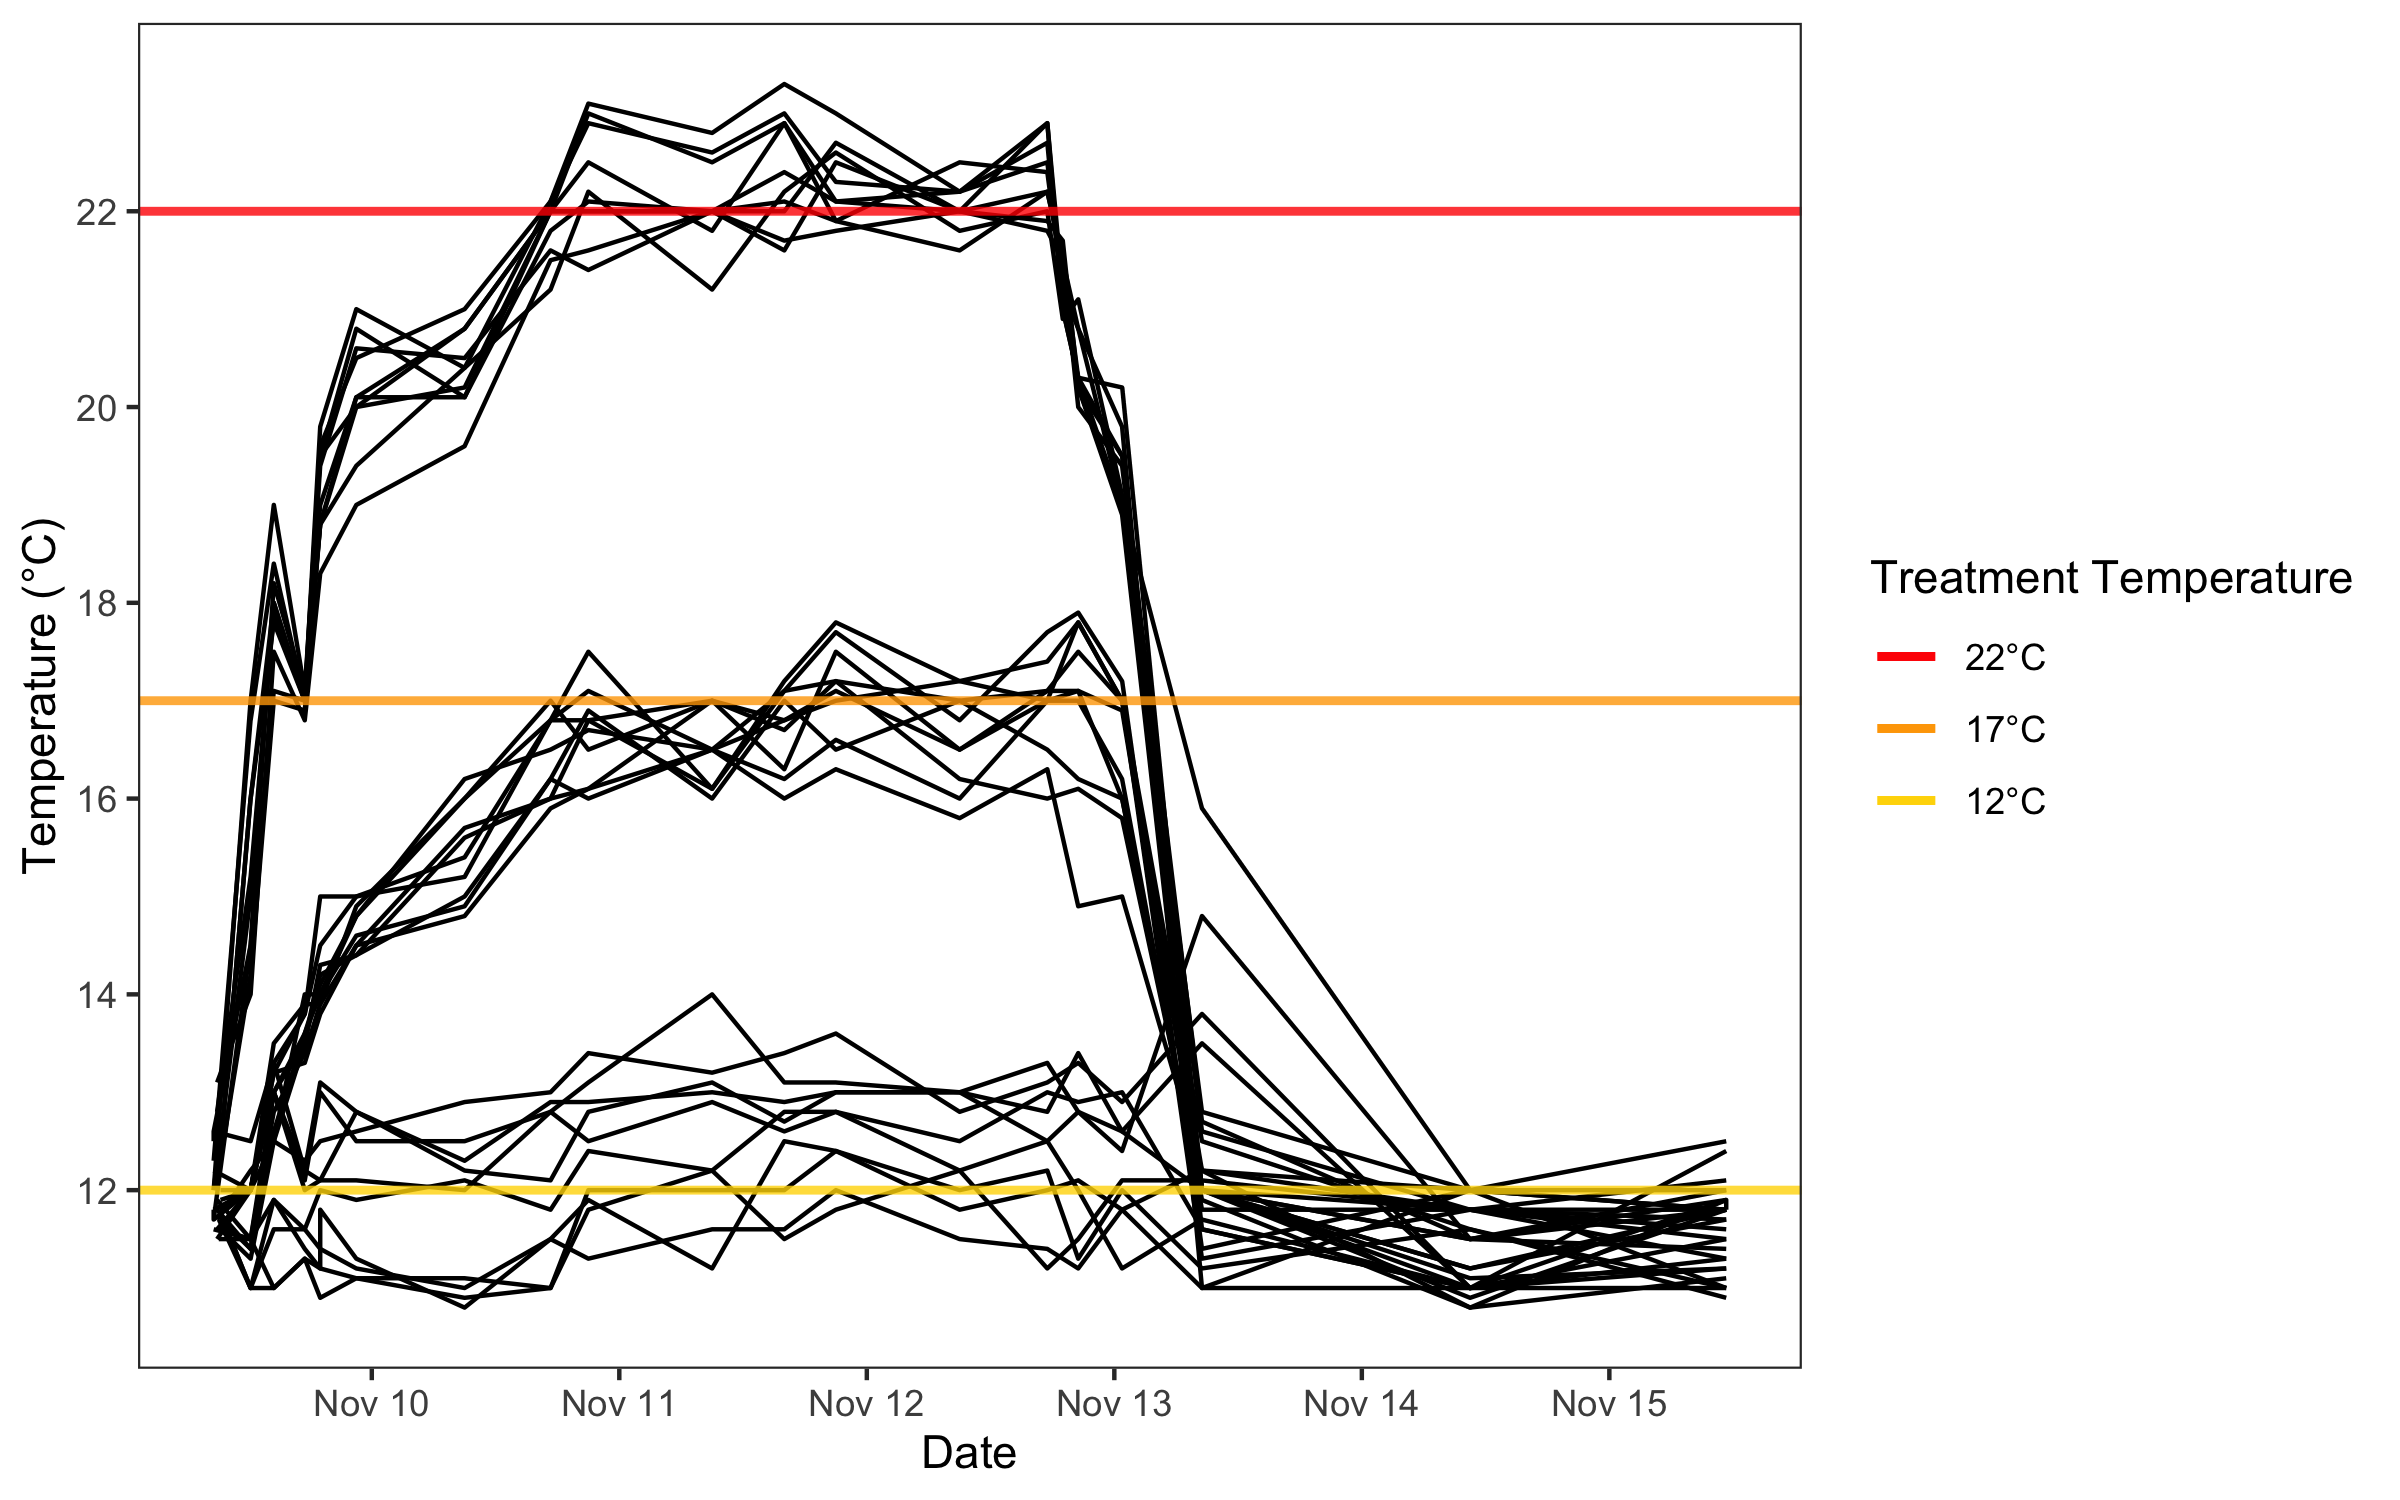 Temperature (°C)
22
20
18
16
14
12
Nov 10
Nov 11
Nov 12
Nov 13
Nov 14
Nov 15
Date
Treatment Temperature
22°C
17°C
12°C